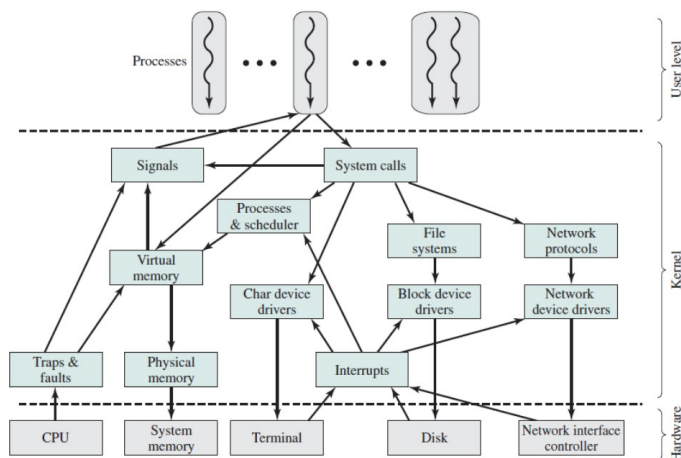 Processes
User level
Signals
System calls
Processes
& scheduler
File
systems
Network
protocols
Virtual
memory
Char device
drivers
Block device
drivers
Network
device drivers
Kernel
Traps &
faults
Physical
memory
Interrupts
CPU
System
memory
Terminal
Disk
Network interface
controller
Hardware